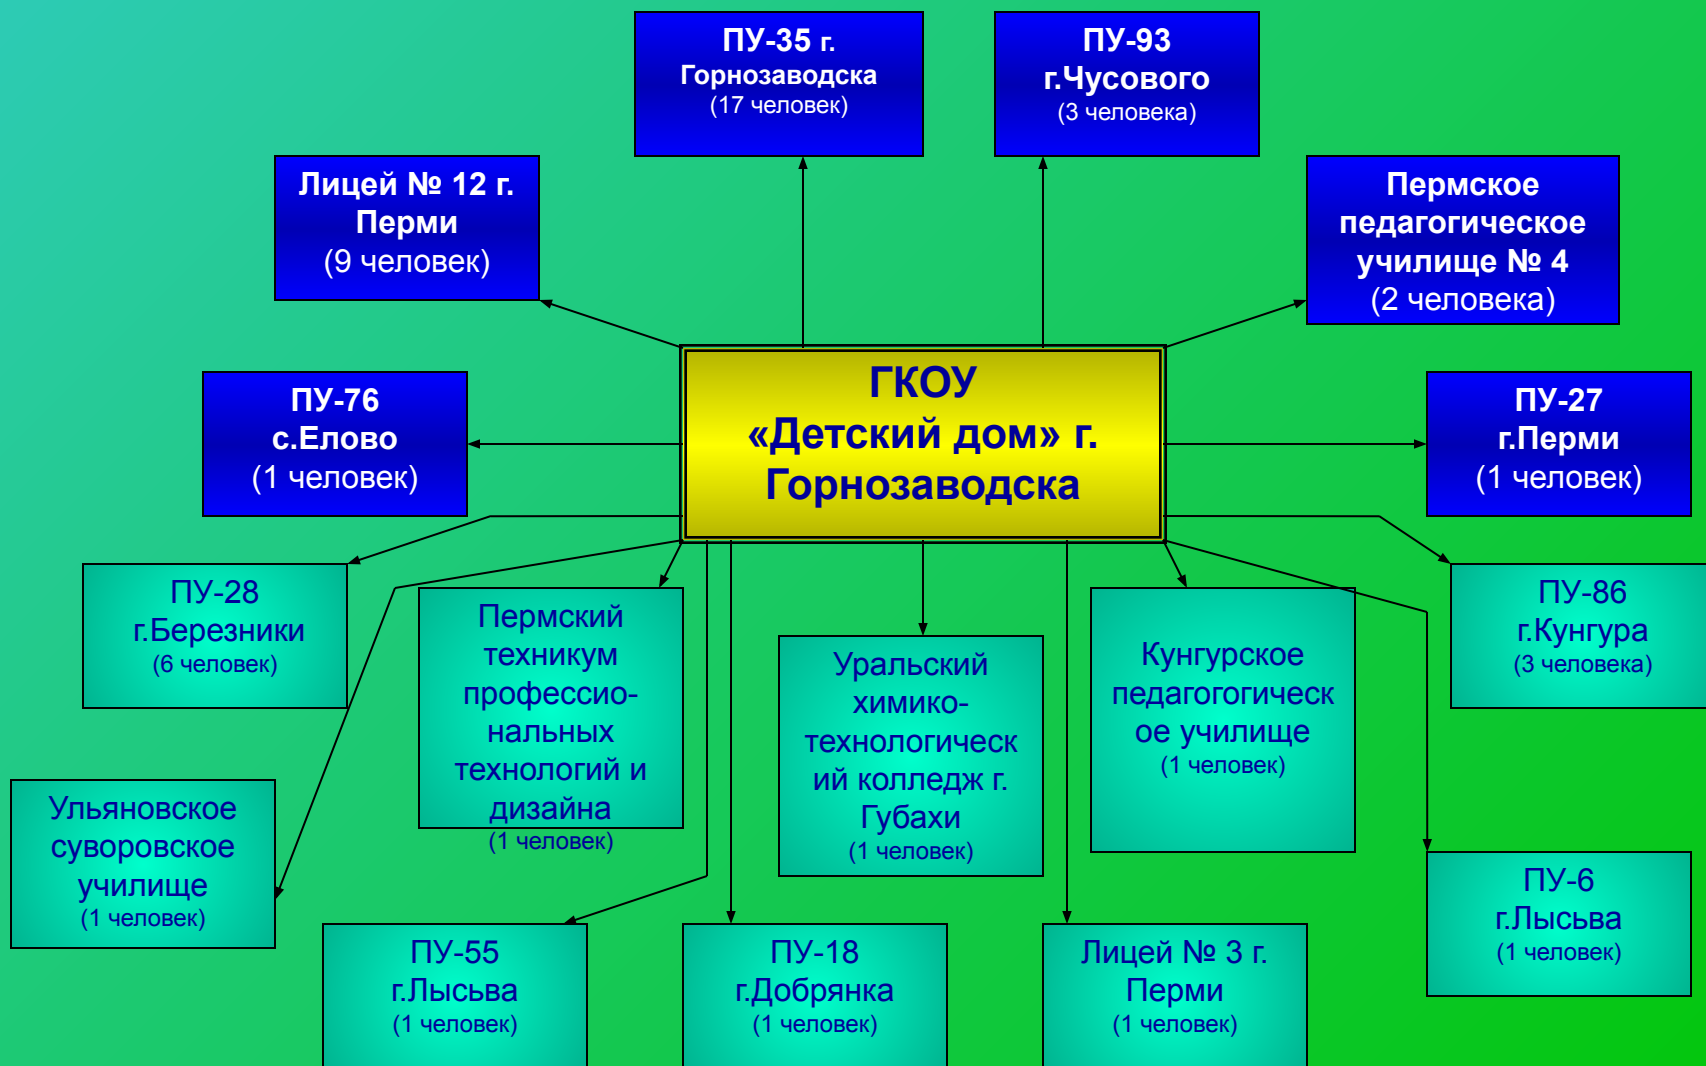 ПУ-35 г.
Горнозаводска
(17 человек)
ПУ-93
г.Чусового
(3 человека)
Лицей № 12 г.
Перми
(9 человек)
Пермское
педагогическое
училище № 4
(2 человека)
ГКОУ
«Детский дом» г.
Горнозаводска
ПУ-76
с.Елово
(1 человек)
ПУ-27
г.Перми
(1 человек)
ПУ-28
г.Березники
(6 человек)
Пермский
техникум
профессио-
нальных
технологий и
дизайна
(1 человек)
Уральский
химико-
технологическ
ий колледж г.
Губахи
(1 человек)
Кунгурское
педагогогическ
ое училище
(1 человек)
ПУ-86
г.Кунгура
(3 человека)
Ульяновское
суворовское
училище
(1 человек)
ПУ-55
г.Лысьва
(1 человек)
ПУ-18
г.Добрянка
(1 человек)
Лицей № 3 г.
Перми
(1 человек)
ПУ-6
г.Лысьва
(1 человек)